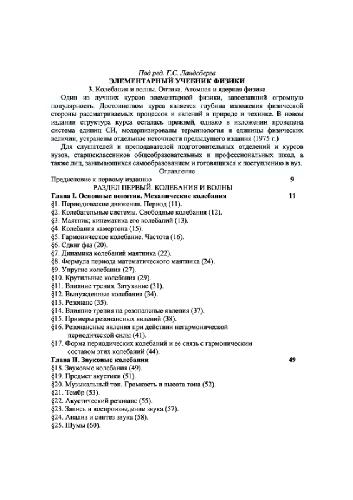 Под ред. Г.С. Ландсберга
ЭЛЕМЕНТАРНЫЙ УЧЕБНИК ФИЗИКИ
3. Колебания и волны. Оптика. Атомная и ядерная физика
Один из лучших курсов элементарной физики, завоевавший огромную
популярность. Достоинством курса является глубина изложения физической
стороны рассматриваемых процессов и явлений в природе и технике. В новом
издании структура курса осталась прежней, однако в изложении проведена
система единиц СИ, модернизированы терминология и единицы физических
величин, устранены отдельные неточности предыдущего издания (1975 г.)
Для слушателей и преподавателей подготовительных отделений и курсов
вузов, старшеклассников общеобразовательных и профессиональных школ, а
также лиц, занимающихся самообразованием и готовящихся к поступлению в вуз.
Оглавление
Предисловие к первому изданию 9
РАЗДЕЛ ПЕРВЫЙ. КОЛЕБАНИЯ И ВОЛНЫ
Глава I. Основные понятия. Механические колебания 11
§1. Периодические движения. Период (11).
§2. Колебательные системы. Свободные колебания (12).
§3. Маятник; кинематика его колебаний (13).
§4. Колебания камертона (15).
§5. Гармоническое колебание. Частота (16).
§6. Сдвиг фаз (20).
§7. Динамика колебаний маятника (22).
§8. Формула периода математического маятника (24).
§9. Упругие колебания (27).
§10. Крутильные колебания (29).
§11. Влияние трения. Затухание (31).
§12. Вынужденные колебания (34).
§13. Резонанс (35).
§14. Влияние трения на резонансные явления (37).
§15. Примеры резонансных явлений (38).
§16. Резонансные явления при действии негармонической
периодической силы (41).
§17. Форма периодических колебаний и ее связь с гармоническим
составом этих колебаний (44).
Глава II. Звуковые колебания 49
§18. Звуковые колебания (49).
§19. Предмет акустики (51).
§20. Музыкальный тон. Громкость и высота тона (52).
§21. Тембр (53).
§22. Акустический резонанс (55).
§23. Запись и воспроизведение звука (57).
§24. Анализ и синтез звука (58).
§25. Шумы (60).